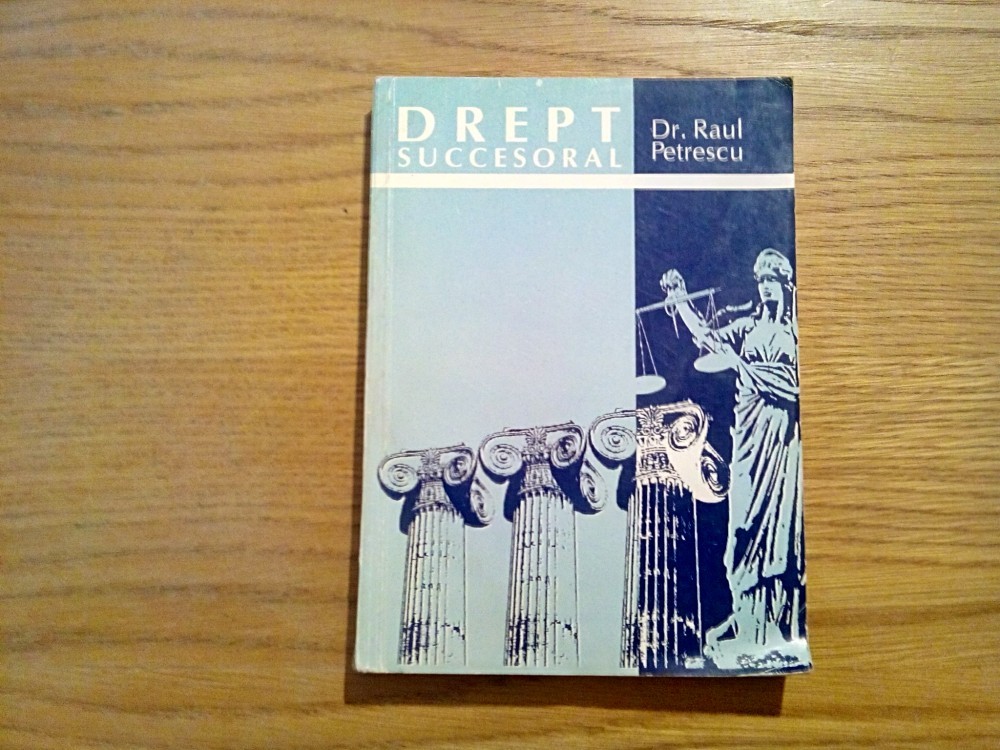 DREPT
SUCCESORAL
Dr. Raul
Petrescu